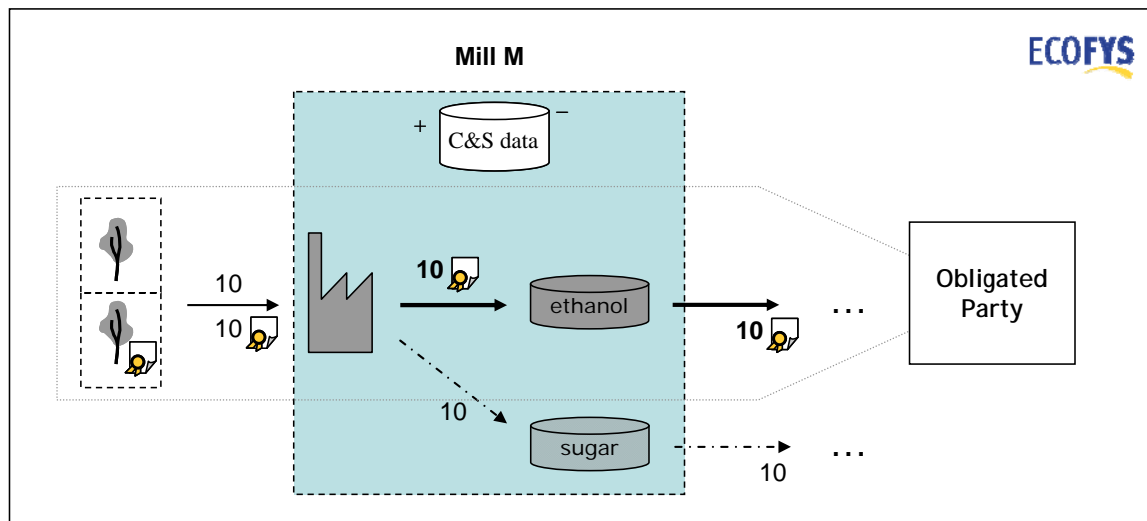 Mill M
ECOFYS
+
–
C&S data
10
10
10
ethanol
10
...
Obligated
Party
10
sugar
10
...